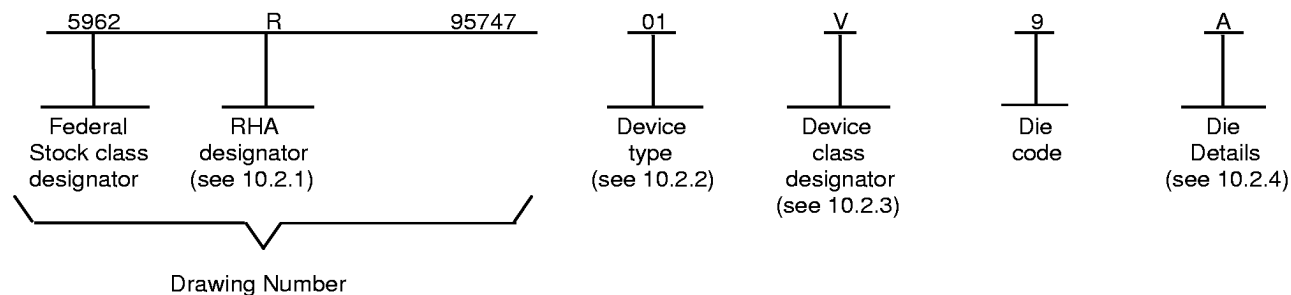 5962 R 95747 01 V 9 A
Federal
Stock class
designator
RHA
designator
(see 10.2.1)
Device
type
(see 10.2.2)
Device
class
designator
(see 10.2.3)
Die
code
Die
Details
(see 10.2.4)
Drawing Number